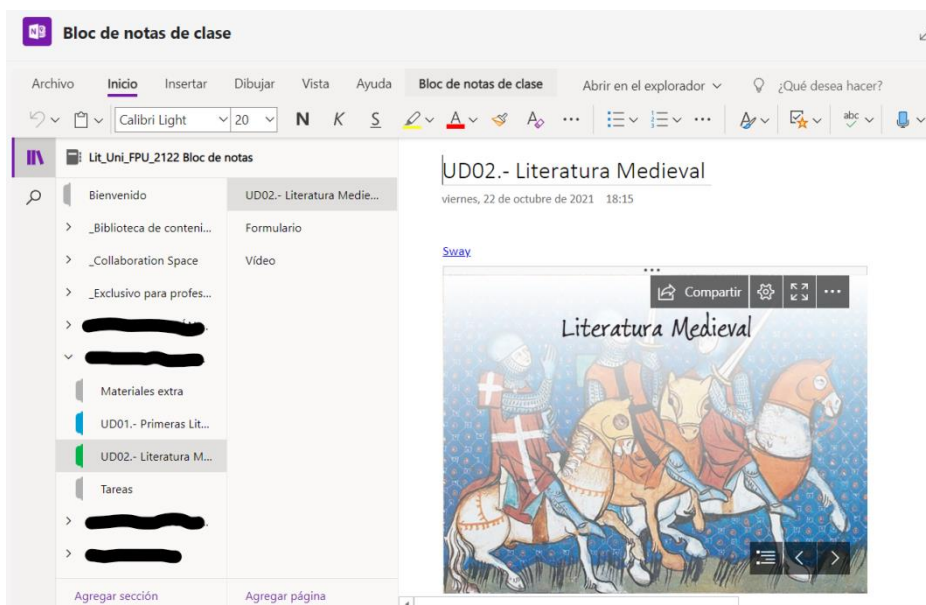 Bloc de notas de clase
Archivo Inicio Insertar Dibujar Vista Ayuda Bloc de notas de clase Abrir en el explorador ¿Qué desea hacer?
Calibri Light 20 N K S A A abc
Lit_Uni_FPU_2122 Bloc de notas
Bienvenido
_Biblioteca de conteni...
_Collaboration Space
_Exclusivo para profes...
Materiales extra
UD01.- Primeras Lit...
UD02.- Literatura M...
Tareas
Agregar sección
UD02.- Literatura Medie...
Formulario
Vídeo
Agregar página
UD02.- Literatura Medieval
viernes, 22 de octubre de 2021 18:15
Sway
Compartir
Literatura Medieval